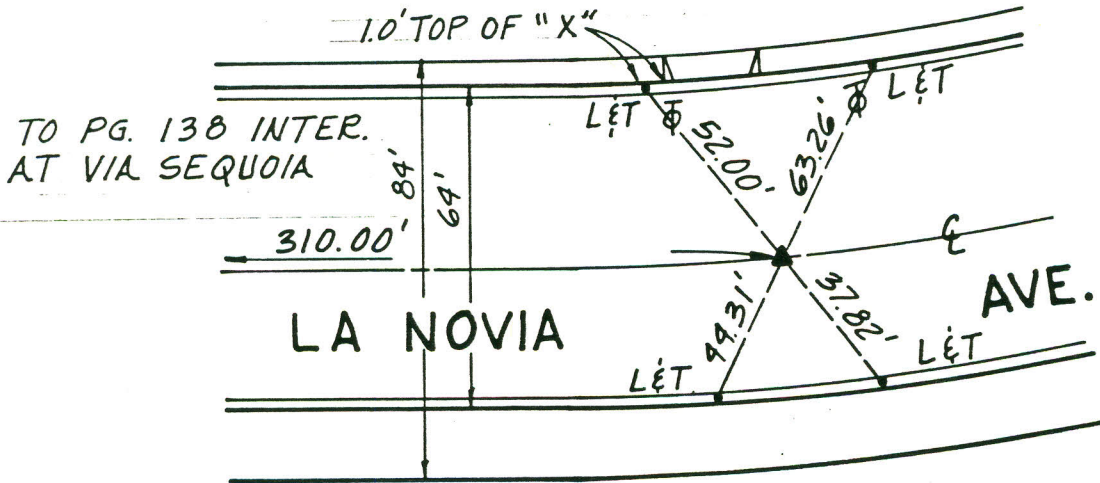 1.0' TOP OF "X"
L&T
L&T
TO PG. 138 INTER.
AT VIA SEQUOIA
84'
64'
52.00'
63.26'
310.00'
℄
LA NOVIA AVE.
44.31'
37.82'
L&T
L&T